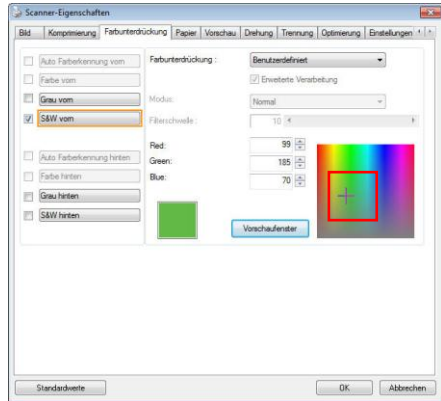 Scanner-Eigenschaften
Bild Komprimierung Farbunterdrückung Papier Vorschau Drehung Trennung Optimierung Einstellungen
Auto Farberkennung vorn
Farbe vorn
Grau vorn
S&W vorn
Auto Farberkennung hinten
Farbe hinten
Grau hinten
S&W hinten
Farbunterdrückung : Benutzerdefiniert
Erweiterte Verarbeitung
Modus: Normal
Filterschwelle : 10
Red: 99
Green: 185
Blue: 70
Vorschaufenster
Standardwerte OK Abbrechen